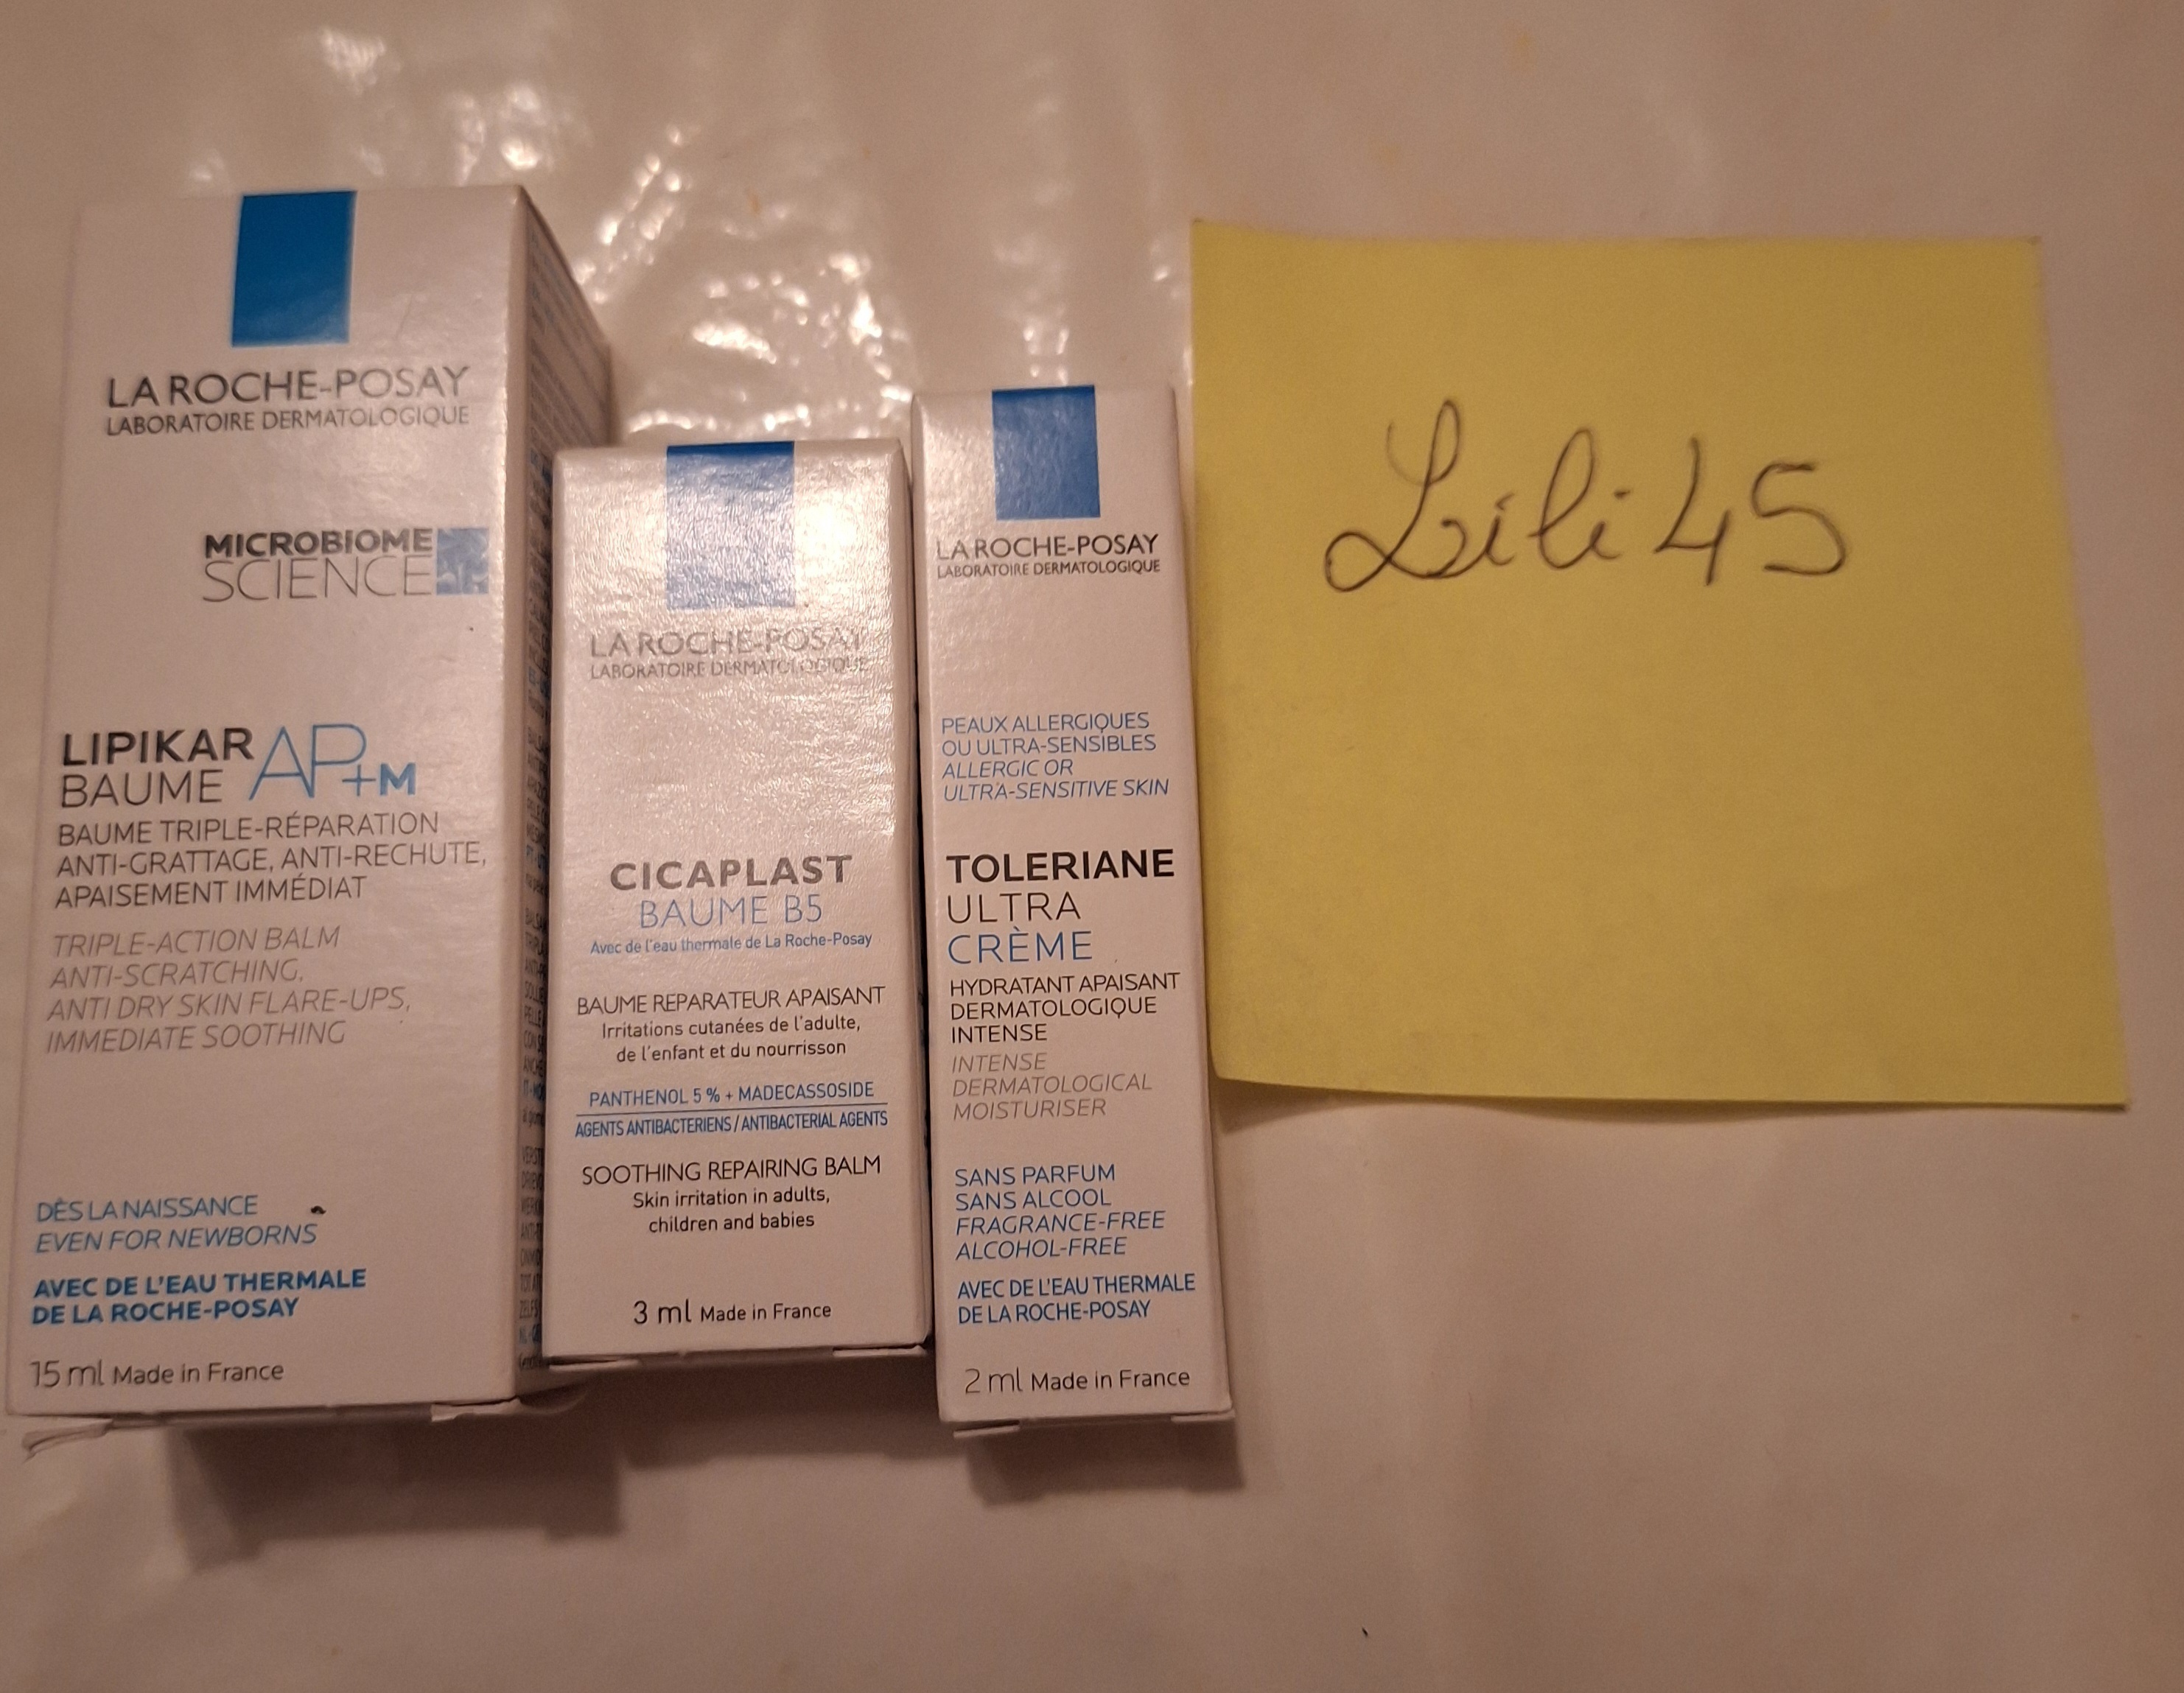 LA ROCHE-POSAY
LABORATOIRE DERMATOLOGIQUE
MICROBIOME
SCIENCE
LIPIKAR
BAUME AP+M
BAUME TRIPLE-RÉPARATION
ANTI-GRATTAGE, ANTI-RECHUTE,
APAISEMENT IMMÉDIAT
TRIPLE-ACTION BALM
ANTI-SCRATCHING,
ANTI DRY SKIN FLARE-UPS,
IMMEDIATE SOOTHING
DÈS LA NAISSANCE
EVEN FOR NEWBORNS
AVEC DE L'EAU THERMALE
DE LA ROCHE-POSAY
15 ml Made in France
LA ROCHE-POSAY
LABORATOIRE DERMATOLOGIQUE
CICAPLAST
BAUME B5
Avec de l'eau thermale de La Roche-Posay
BAUME REPARATEUR APAISANT
Irritations cutanées de l'adulte,
de l'enfant et du nourrisson
PANTHENOL 5 % + MADECASSOSIDE
AGENTS ANTIBACTERIENS / ANTIBACTERIAL AGENTS
SOOTHING REPAIRING BALM
Skin irritation in adults,
children and babies
3 ml Made in France
LA ROCHE-POSAY
LABORATOIRE DERMATOLOGIQUE
PEAUX ALLERGIQUES
OU ULTRA-SENSIBLES
ALLERGIC OR
ULTRA-SENSITIVE SKIN
TOLERIANE
ULTRA
CRÈME
HYDRATANT APAISANT
DERMATOLOGIQUE
INTENSE
INTENSE
DERMATOLOGICAL
MOISTURISER
SANS PARFUM
SANS ALCOOL
FRAGRANCE-FREE
ALCOHOL-FREE
AVEC DE L'EAU THERMALE
DE LA ROCHE-POSAY
2 ml Made in France
Lili 45